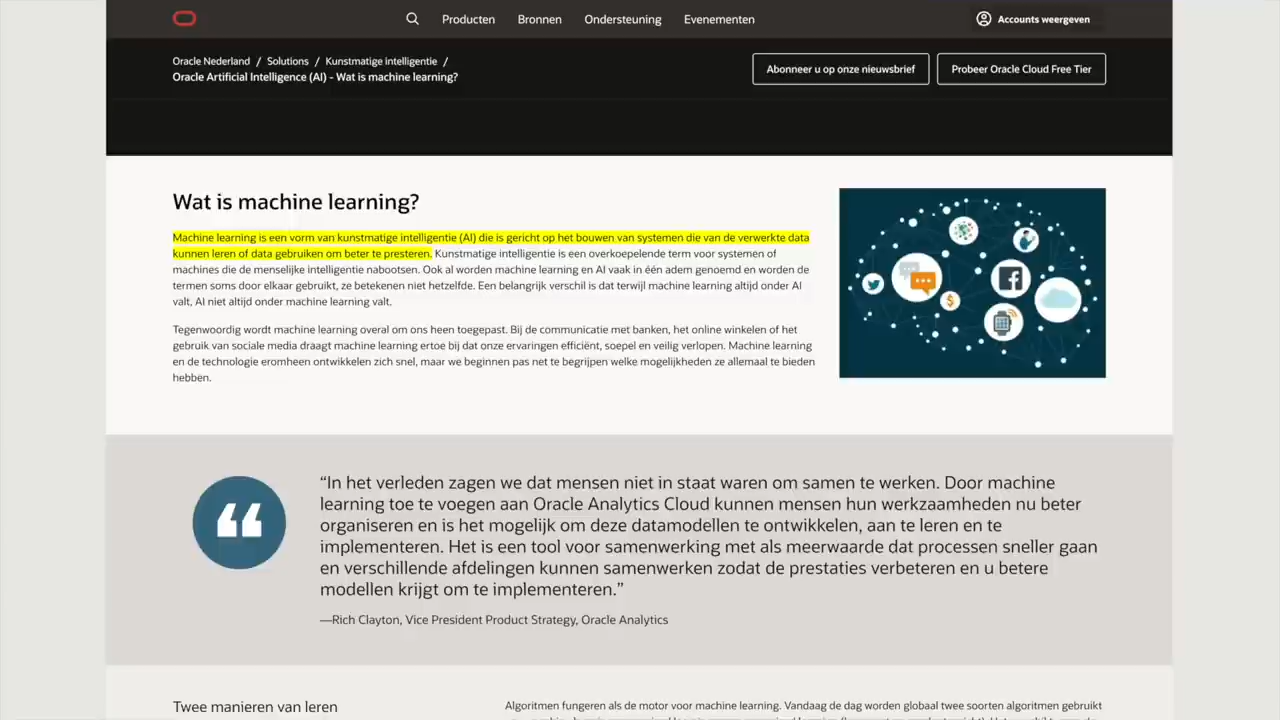 Producten Bronnen Ondersteuning Evenementen Accounts weergeven
Oracle Nederland / Solutions / Kunstmatige intelligentie /
Oracle Artificial Intelligence (AI) - Wat is machine learning?
Abonneer u op onze nieuwsbrief Probeer Oracle Cloud Free Tier
Wat is machine learning?
Machine learning is een vorm van kunstmatige intelligentie (AI) die is gericht op het bouwen van systemen die van de verwerkte data
kunnen leren of data gebruiken om beter te presteren. Kunstmatige intelligentie is een overkoepelende term voor systemen of
machines die de menselijke intelligentie nabootsen. Ook al worden machine learning en AI vaak in één adem genoemd en worden de
termen soms door elkaar gebruikt, ze betekenen niet hetzelfde. Een belangrijk verschil is dat terwijl machine learning altijd onder AI
valt, AI niet altijd onder machine learning valt.
Tegenwoordig wordt machine learning overal om ons heen toegepast. Bij de communicatie met banken, het online winkelen of het
gebruik van sociale media draagt machine learning ertoe bij dat onze ervaringen efficiënt, soepel en veilig verlopen. Machine learning
en de technologie eromheen ontwikkelen zich snel, maar we beginnen pas net te begrijpen welke mogelijkheden ze allemaal te bieden
hebben.
“In het verleden zagen we dat mensen niet in staat waren om samen te werken. Door machine
learning toe te voegen aan Oracle Analytics Cloud kunnen mensen hun werkzaamheden nu beter
organiseren en is het mogelijk om deze datamodellen te ontwikkelen, aan te leren en te
implementeren. Het is een tool voor samenwerking met als meerwaarde dat processen sneller gaan
en verschillende afdelingen kunnen samenwerken zodat de prestaties verbeteren en u betere
modellen krijgt om te implementeren.”
—Rich Clayton, Vice President Product Strategy, Oracle Analytics
Twee manieren van leren
Algoritmen fungeren als de motor voor machine learning. Vandaag de dag worden globaal twee soorten algoritmen gebruikt